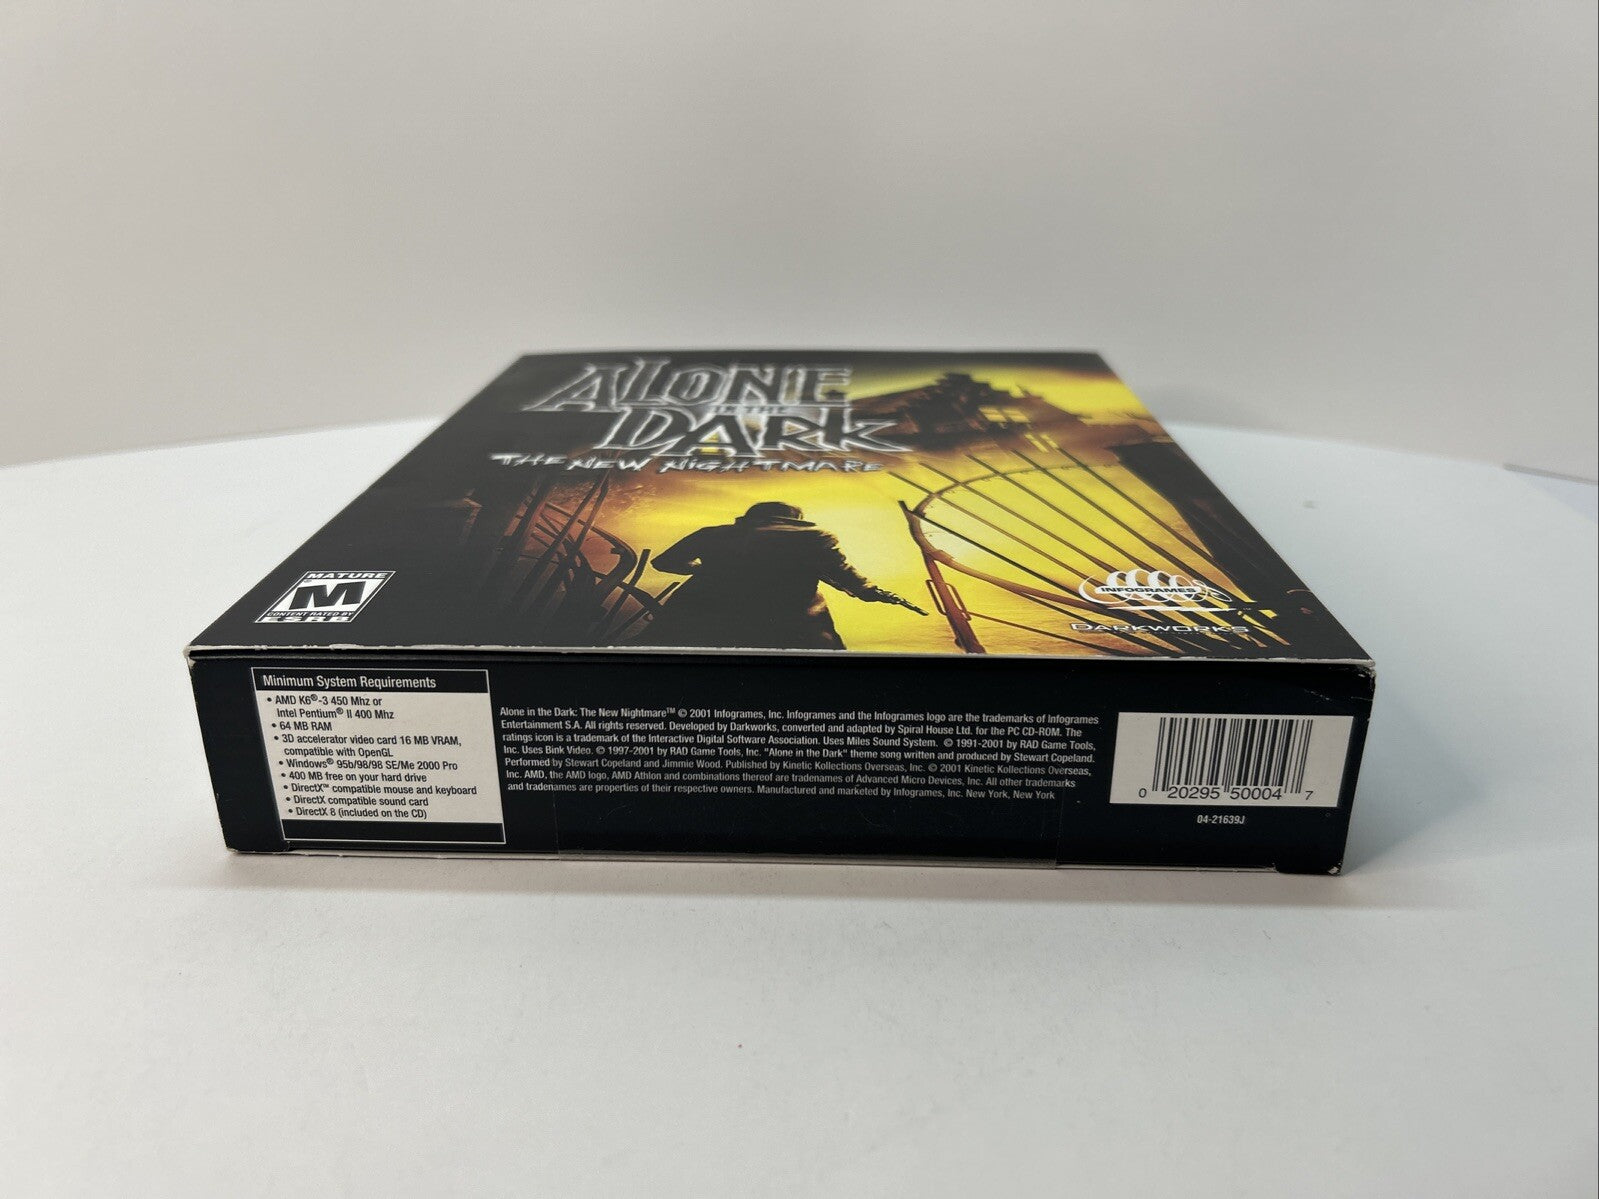 ALONE
IN THE
DARK
THE NEW NIGHTMARE
MATURE
M
CONTENT RATED BY
ESRB
INFOGRAMES
DARKWORKS
Minimum System Requirements
• AMD K6®-3 450 Mhz or
Intel Pentium® II 400 Mhz
• 64 MB RAM
• 3D accelerator video card 16 MB VRAM,
compatible with OpenGL
• Windows® 95b/98/98 SE/Me 2000 Pro
• 400 MB free on your hard drive
• DirectX™ compatible mouse and keyboard
• DirectX compatible sound card
• DirectX 8 (included on the CD)
Alone in the Dark: The New Nightmare™ © 2001 Infogrames, Inc. Infogrames and the Infogrames logo are the trademarks of Infogrames
Entertainment S.A. All rights reserved. Developed by Darkworks, converted and adapted by Spiral House Ltd. for the PC CD-ROM. The
ratings icon is a trademark of the Interactive Digital Software Association. Uses Miles Sound System. © 1991-2001 by RAD Game Tools,
Inc. Uses Bink Video. © 1997-2001 by RAD Game Tools, Inc. "Alone in the Dark" theme song written and produced by Stewart Copeland.
Performed by Stewart Copeland and Jimmie Wood. Published by Kinetic Kollections Overseas, Inc. © 2001 Kinetic Kollections Overseas,
Inc. AMD, the AMD logo, AMD Athlon and combinations thereof are tradenames of Advanced Micro Devices, Inc. All other trademarks
and tradenames are properties of their respective owners. Manufactured and marketed by Infogrames, Inc. New York, New York
0 20295 50004 7
04-21639J